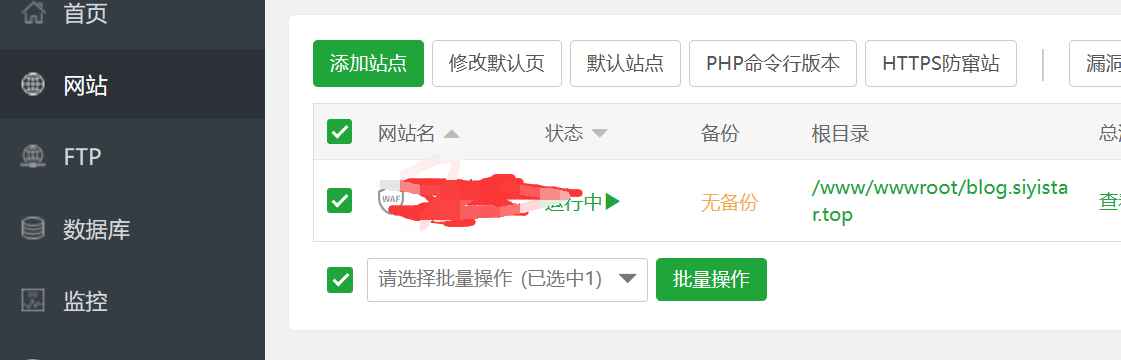 首页
网站
FTP
数据库
监控
添加站点 修改默认页 默认站点 PHP命令行版本 HTTPS防窜站 漏洞
网站名 状态 备份 根目录 总
WAF 运行中 无备份 /www/wwwroot/blog.siyista 查
r.top
请选择批量操作 (已选中1) 批量操作